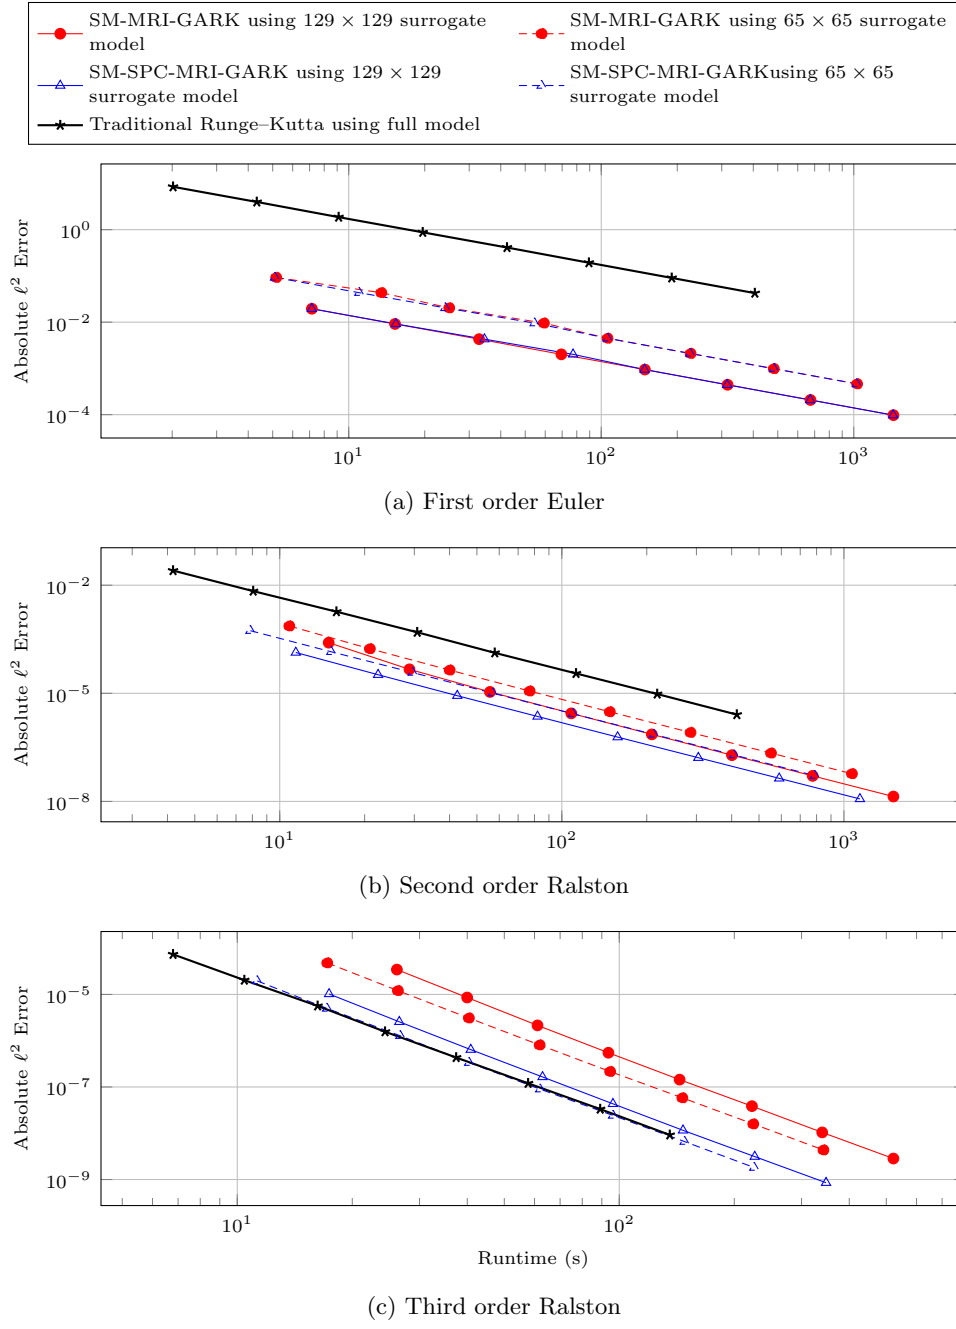 SM-MRI-GARK using 129 × 129 surrogate model
SM-MRI-GARK using 65 × 65 surrogate model
SM-SPC-MRI-GARK using 129 × 129 surrogate model
SM-SPC-MRI-GARKusing 65 × 65 surrogate model
Traditional Runge–Kutta using full model
Absolute ℓ² Error
10⁰
10⁻²
10⁻⁴
10¹ 10² 10³
(a) First order Euler
Absolute ℓ² Error
10⁻²
10⁻⁵
10⁻⁸
10¹ 10² 10³
(b) Second order Ralston
Absolute ℓ² Error
10⁻⁵
10⁻⁷
10⁻⁹
10¹ 10²
Runtime (s)
(c) Third order Ralston